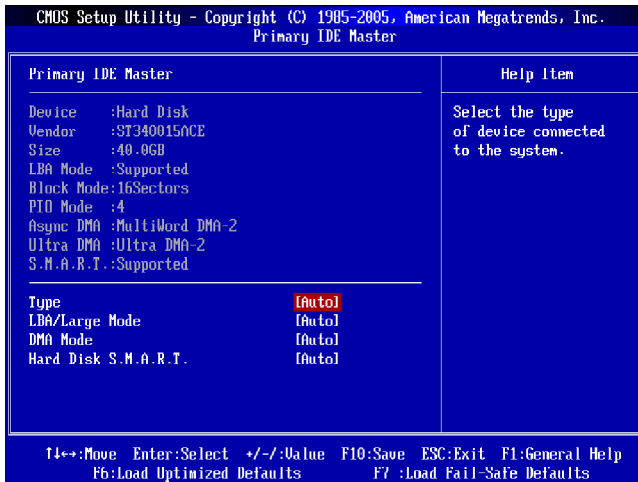 CMOS Setup Utility - Copyright (C) 1985-2005, American Megatrends, Inc.
Primary IDE Master
Primary IDE Master
Help Item
Device :Hard Disk
Vendor :ST340015ACE
Size :40.0GB
LBA Mode :Supported
Block Mode:16Sectors
PIO Mode :4
Async DMA :MultiWord DMA-2
Ultra DMA :Ultra DMA-2
S.M.A.R.T.:Supported
Select the type
of device connected
to the system.
Type [Auto]
LBA/Large Mode [Auto]
DMA Mode [Auto]
Hard Disk S.M.A.R.T. [Auto]
↑↓←→:Move Enter:Select +/-/:Value F10:Save ESC:Exit F1:General Help
F6:Load Optimized Defaults F7 :Load Fail-Safe Defaults